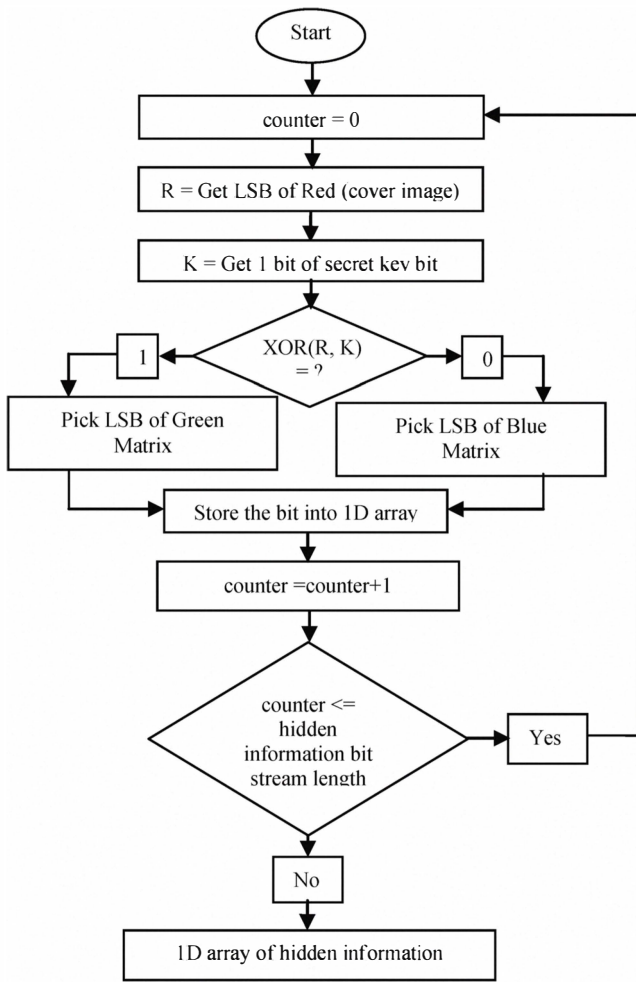 Start
counter = 0
R = Get LSB of Red (cover image)
K = Get 1 bit of secret key bit
XOR(R, K)
= ?
1
0
Pick LSB of Green
Matrix
Pick LSB of Blue
Matrix
Store the bit into 1D array
counter =counter+1
counter <=
hidden
information bit
stream length
Yes
No
1D array of hidden information